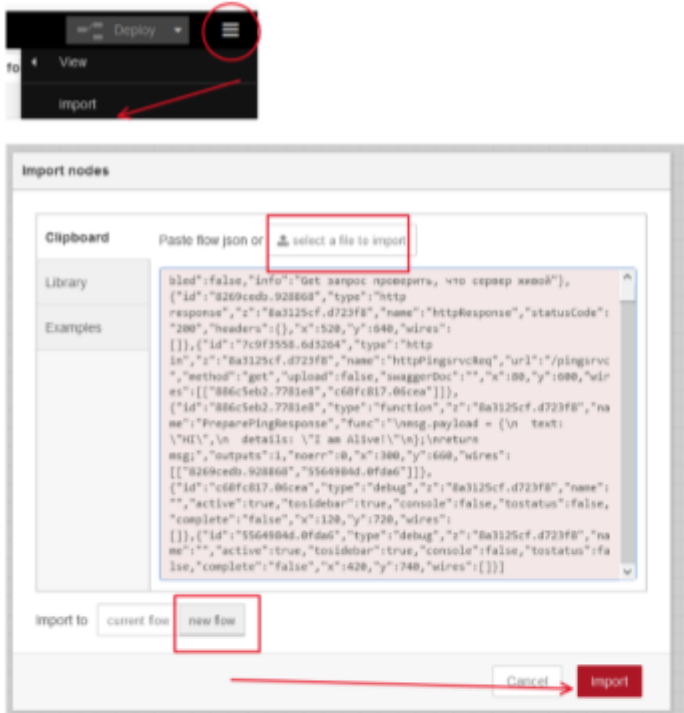 Deploy
fo
View
import
Import nodes
Clipboard
Paste flow json or select a file to import
Library
Examples
bled":false,"info":"Get запрос проверить, что сервер живой"},
{"id":"8269cedb.928868","type":"http
response","z":"8a3125cf.d723f8","name":"httpResponse","statusCode":
"200","headers":{},"x":520,"y":640,"wires":
[]},{"id":"7c9f3558.6d3264","type":"http
in","z":"8a3125cf.d723f8","name":"httpPingsrvcReq","url":"/pingsrvc
","method":"get","upload":false,"swaggerDoc":"","x":80,"y":600,"wir
es":[["886c5eb2.7781e8","c68fc817.06cea"]]},
{"id":"886c5eb2.7781e8","type":"function","z":"8a3125cf.d723f8","na
me":"PreparePingResponse","func":"\nmsg.payload = {\n  text:
\"HI\",\n  details: \"I am Alive!\"\n};\nreturn
msg;","outputs":1,"noerr":0,"x":300,"y":660,"wires":
[["8269cedb.928868","5564984d.0fda6"]]},
{"id":"c68fc817.06cea","type":"debug","z":"8a3125cf.d723f8","name":
"","active":true,"tosidebar":true,"console":false,"tostatus":false,
"complete":"false","x":120,"y":720,"wires":
[]},{"id":"5564984d.0fda6","type":"debug","z":"8a3125cf.d723f8","na
me":"","active":true,"tosidebar":true,"console":false,"tostatus":fa
lse,"complete":"false","x":420,"y":740,"wires":[]}]
Import to current flow new flow
Cancel Import